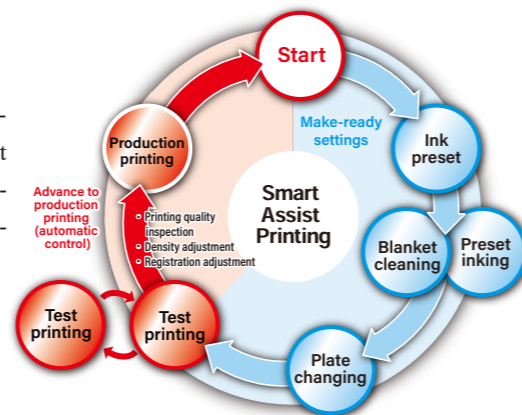 Start
Make-ready
settings
Ink
preset
Blanket
cleaning
Preset
inking
Plate
changing
Test
printing
Test
printing
Advance to
production
printing
(automatic
control)
• Printing quality
inspection
• Density adjustment
• Registration adjustment
Production
printing
Smart
Assist
Printing
-
t
-
-